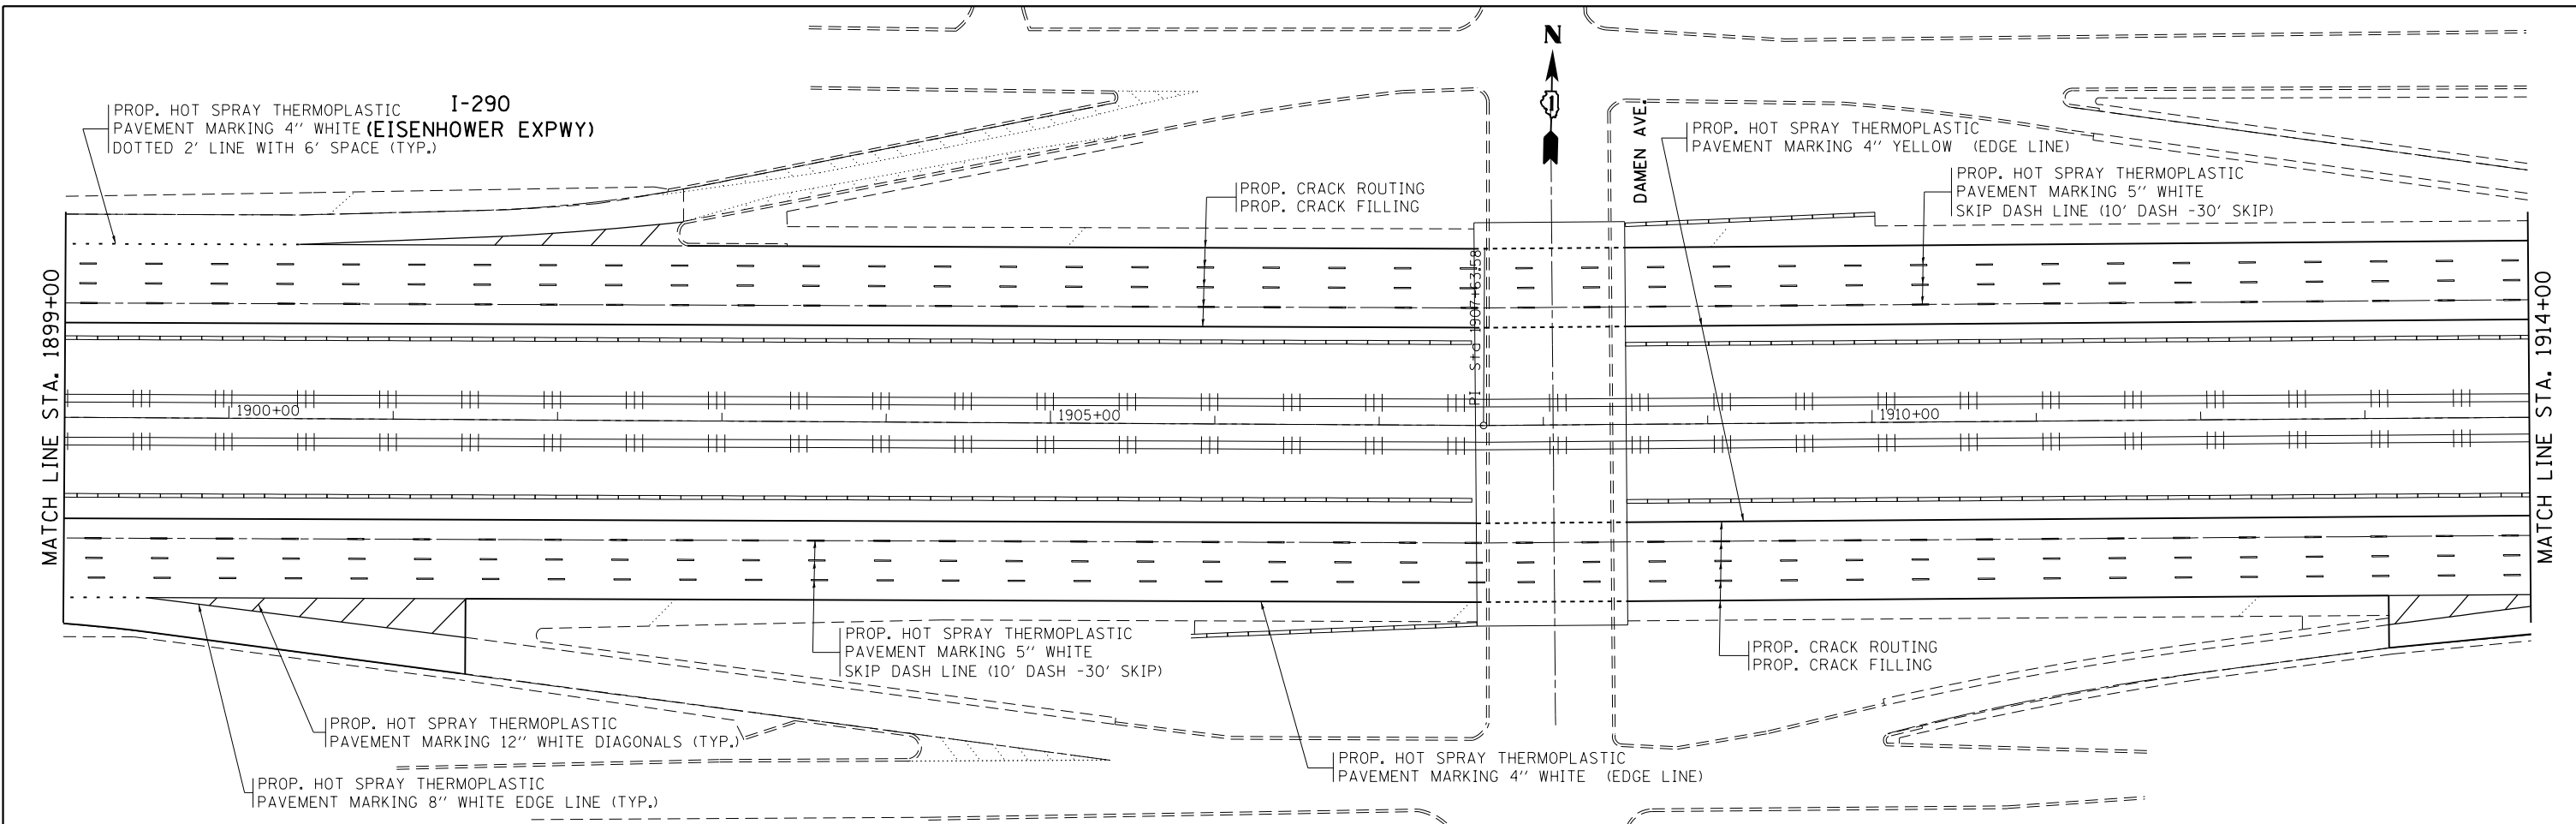 N
I-290
(EISENHOWER EXPWY)
PROP. HOT SPRAY THERMOPLASTIC
PAVEMENT MARKING 4'' WHITE
DOTTED 2' LINE WITH 6' SPACE (TYP.)
DAMEN AVE.
PROP. HOT SPRAY THERMOPLASTIC
PAVEMENT MARKING 4'' YELLOW (EDGE LINE)
PROP. CRACK ROUTING
PROP. CRACK FILLING
PROP. HOT SPRAY THERMOPLASTIC
PAVEMENT MARKING 5'' WHITE
SKIP DASH LINE (10' DASH -30' SKIP)
MATCH LINE STA. 1899+00
PI Sta 1907+63.58
MATCH LINE STA. 1914+00
1900+00
1905+00
1910+00
PROP. HOT SPRAY THERMOPLASTIC
PAVEMENT MARKING 5'' WHITE
SKIP DASH LINE (10' DASH -30' SKIP)
PROP. CRACK ROUTING
PROP. CRACK FILLING
PROP. HOT SPRAY THERMOPLASTIC
PAVEMENT MARKING 12'' WHITE DIAGONALS (TYP.)
PROP. HOT SPRAY THERMOPLASTIC
PAVEMENT MARKING 4'' WHITE (EDGE LINE)
PROP. HOT SPRAY THERMOPLASTIC
PAVEMENT MARKING 8'' WHITE EDGE LINE (TYP.)